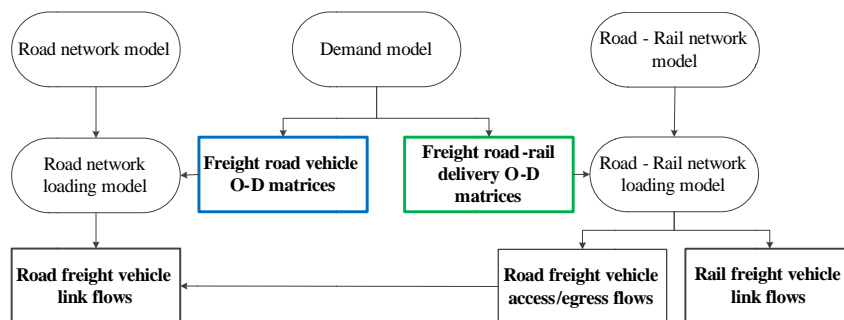 Road network model
Demand model
Road - Rail network
model
Road network
loading model
Freight road vehicle
O-D matrices
Freight road-rail
delivery O-D
matrices
Road - Rail network
loading model
Road freight vehicle
link flows
Road freight vehicle
access/egress flows
Rail freight vehicle
link flows